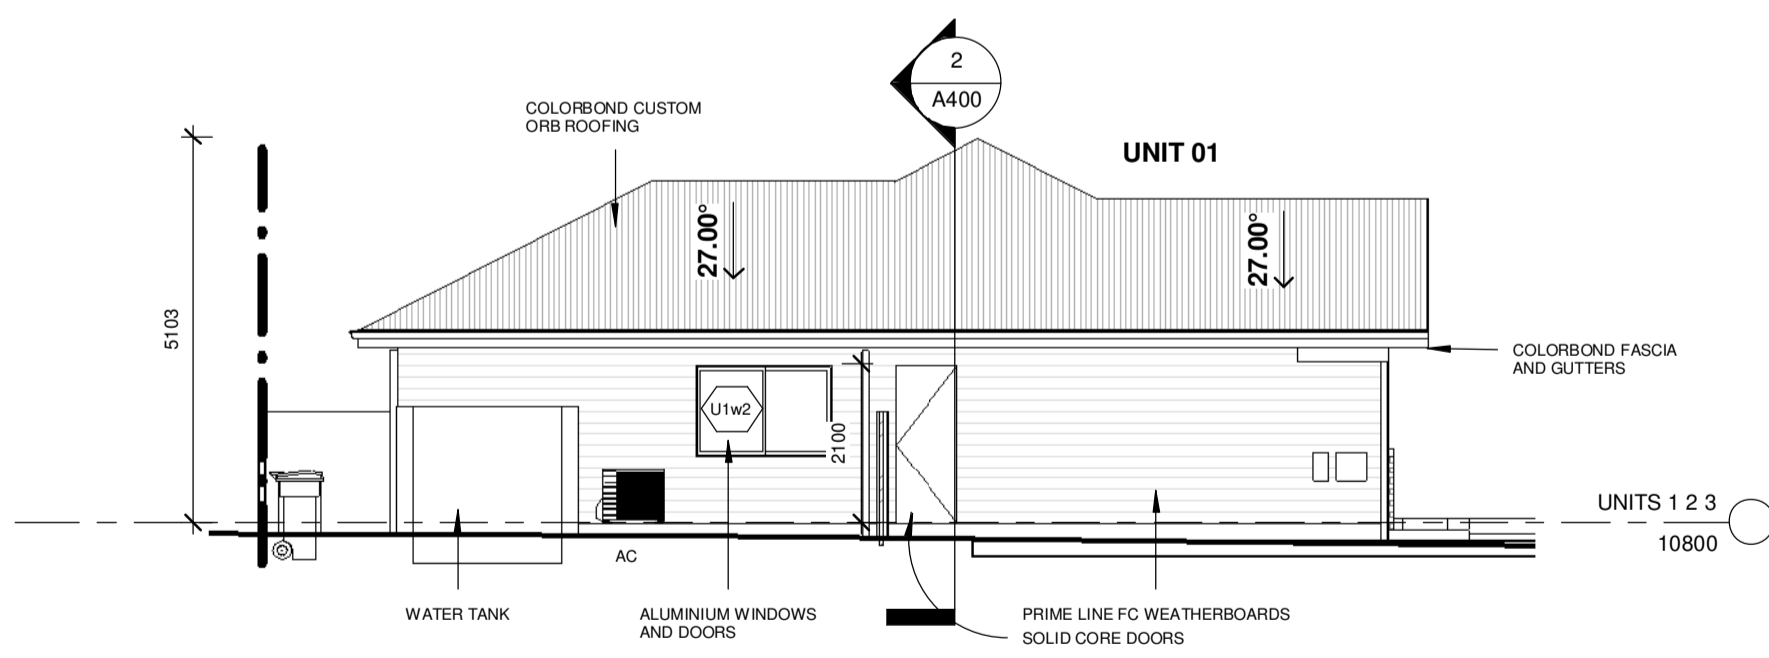 2
A400
COLORBOND CUSTOM
ORB ROOFING
UNIT 01
27.00°
27.00°
5103
COLORBOND FASCIA
AND GUTTERS
U1w2
2100
UNITS 1 2 3
10800
AC
WATER TANK
ALUMINIUM WINDOWS
AND DOORS
PRIME LINE FC WEATHERBOARDS
SOLID CORE DOORS